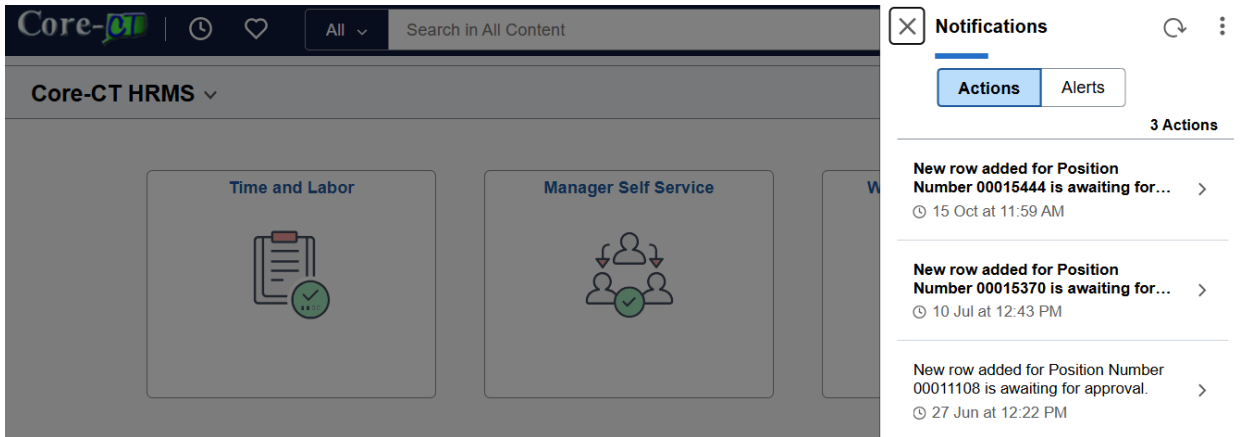 Core-CT
All
Search in All Content
Core-CT HRMS
Time and Labor
Manager Self Service
W
Notifications
Actions
Alerts
3 Actions
New row added for Position
Number 00015444 is awaiting for...
15 Oct at 11:59 AM
New row added for Position
Number 00015370 is awaiting for...
10 Jul at 12:43 PM
New row added for Position Number
00011108 is awaiting for approval.
27 Jun at 12:22 PM